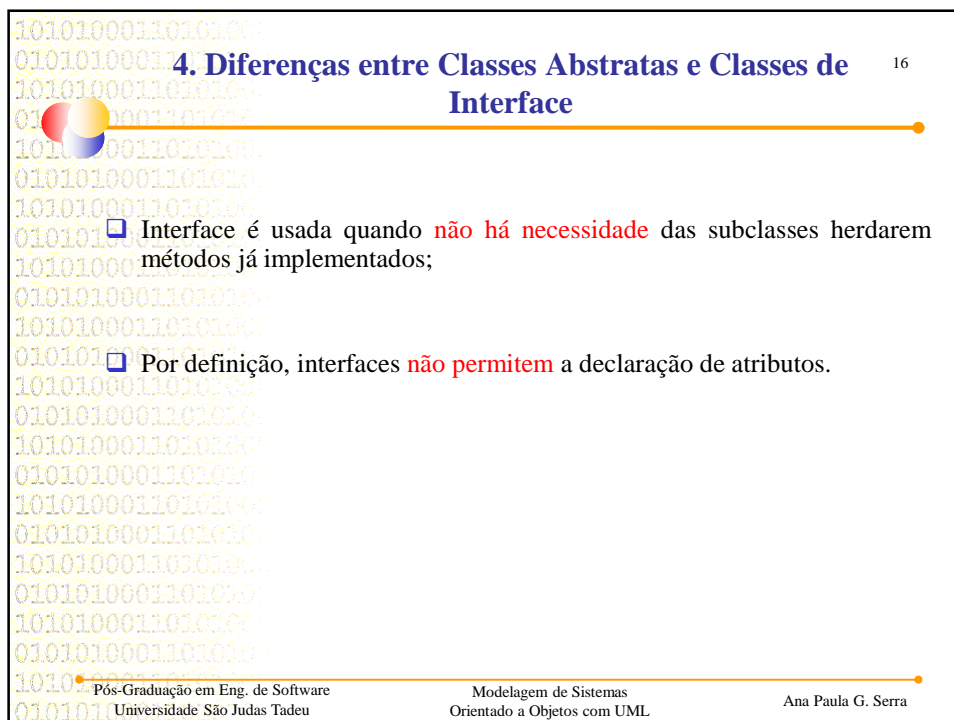 4. Diferenças entre Classes Abstratas e Classes de
Interface
16
Interface é usada quando não há necessidade das subclasses herdarem
métodos já implementados;
Por definição, interfaces não permitem a declaração de atributos.
Pós-Graduação em Eng. de Software
Universidade São Judas Tadeu
Modelagem de Sistemas
Orientado a Objetos com UML
Ana Paula G. Serra